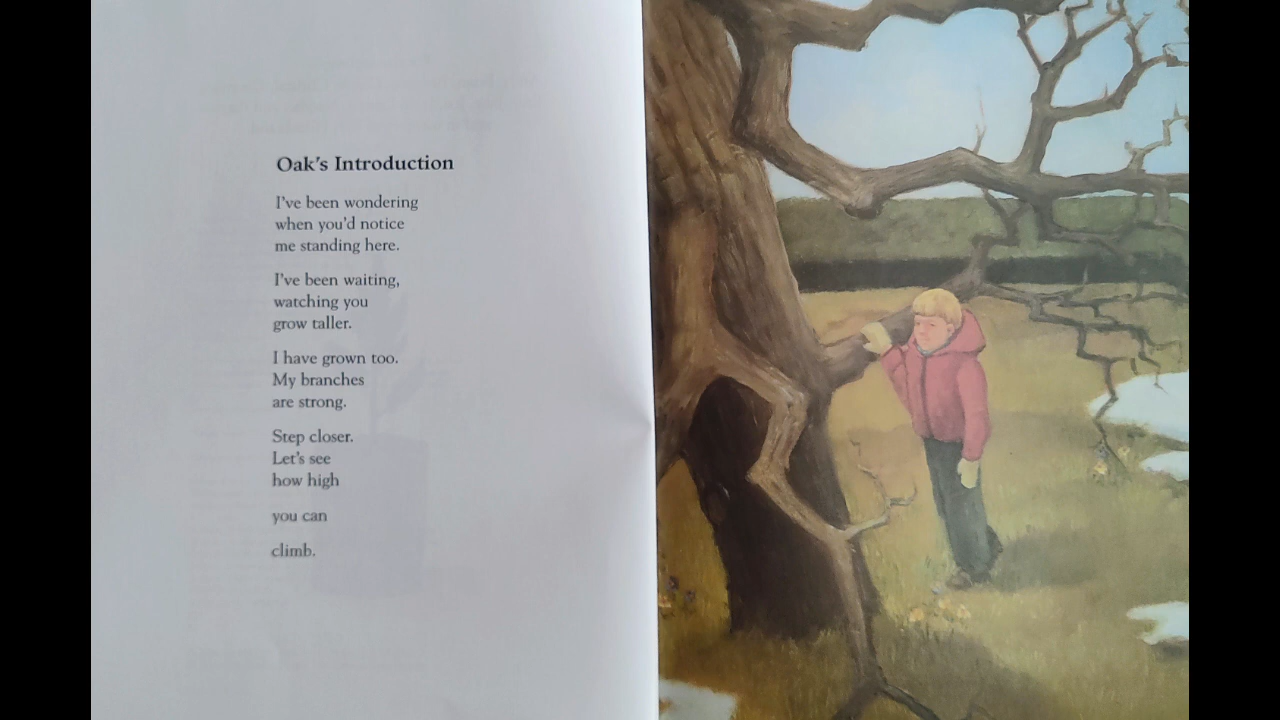 Oak's Introduction
I've been wondering
when you'd notice
me standing here.
I've been waiting,
watching you
grow taller.
I have grown too.
My branches
are strong.
Step closer.
Let's see
how high
you can
climb.